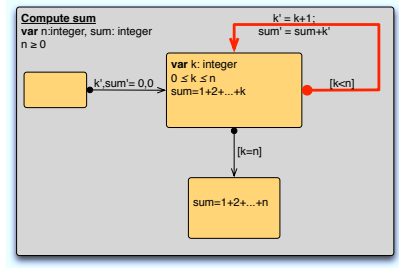 Compute sum
var n:integer, sum: integer
n ≥ 0
k' = k+1;
sum' = sum+k'
var k: integer
0 ≤ k ≤ n
sum=1+2+...+k
k',sum'= 0,0
[k<n]
[k=n]
sum=1+2+...+n